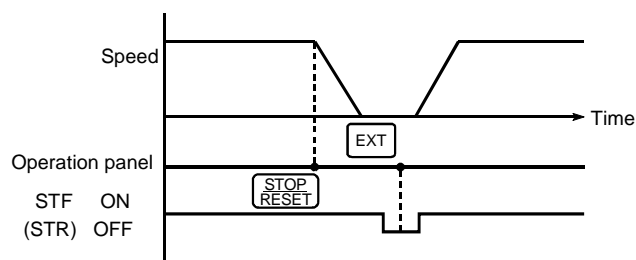 Speed
Time
EXT
Operation panel
STOP
RESET
STF ON
(STR) OFF